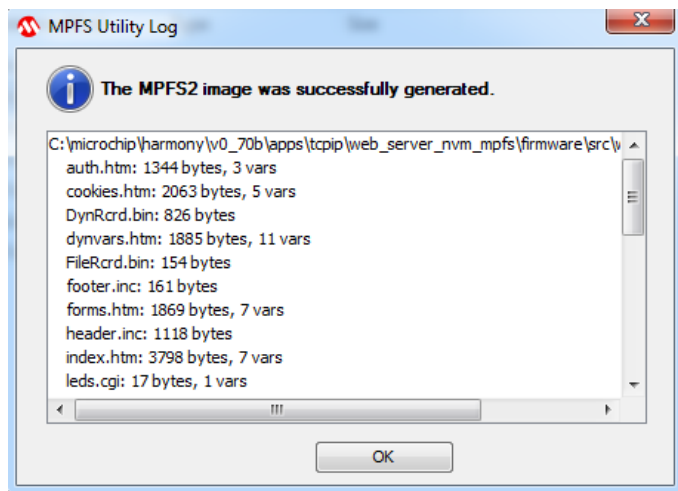 MPFS Utility Log
The MPFS2 image was successfully generated.
C:\microchip\harmony\v0_70b\apps\tcpip\web_server_nvm_mpfs\firmware\src\
auth.htm: 1344 bytes, 3 vars
cookies.htm: 2063 bytes, 5 vars
DynRcrd.bin: 826 bytes
dynvars.htm: 1885 bytes, 11 vars
FileRcrd.bin: 154 bytes
footer.inc: 161 bytes
forms.htm: 1869 bytes, 7 vars
header.inc: 1118 bytes
index.htm: 3798 bytes, 7 vars
leds.cgi: 17 bytes, 1 vars
OK